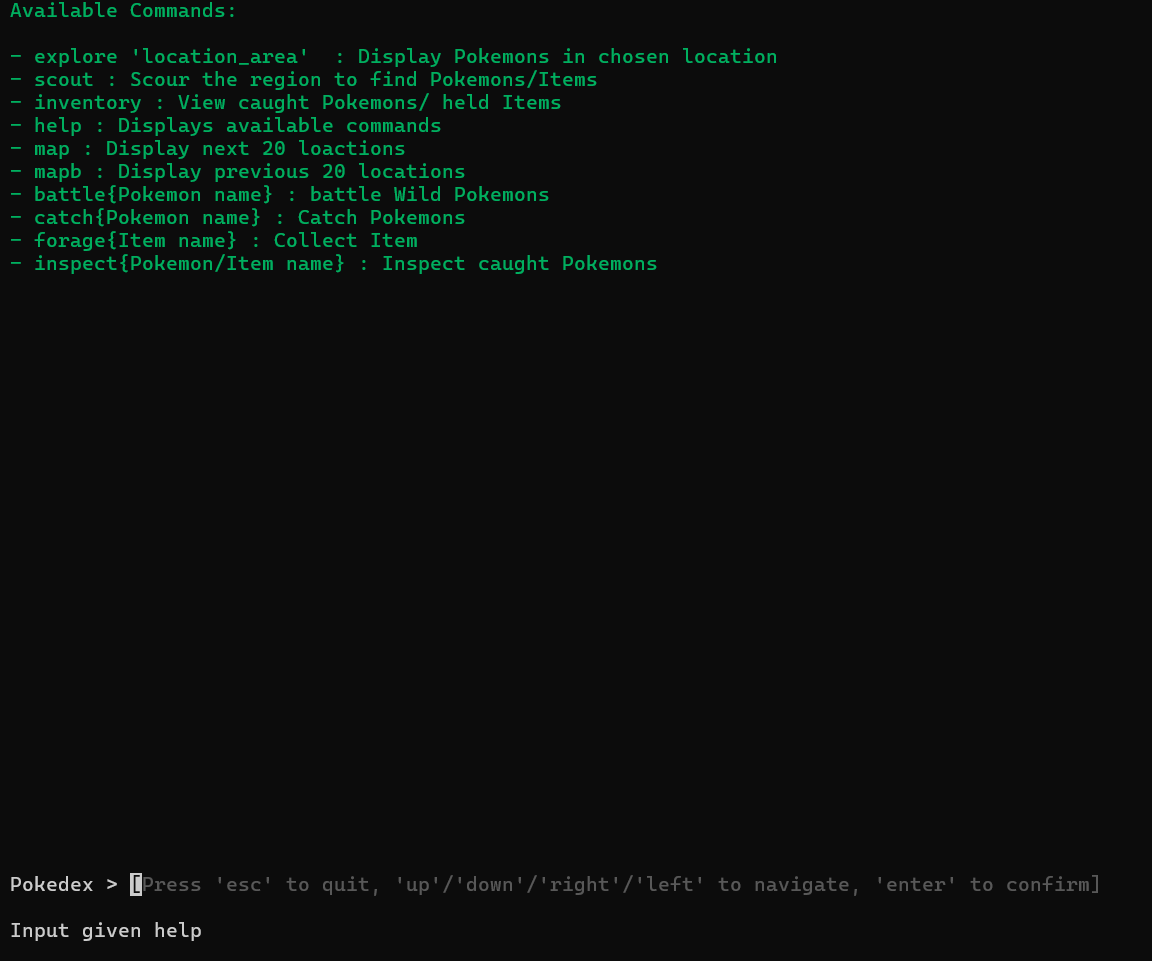 Available Commands:
- explore 'location_area'  : Display Pokemons in chosen location
- scout : Scour the region to find Pokemons/Items
- inventory : View caught Pokemons/ held Items
- help : Displays available commands
- map : Display next 20 loactions
- mapb : Display previous 20 locations
- battle{Pokemon name} : battle Wild Pokemons
- catch{Pokemon name} : Catch Pokemons
- forage{Item name} : Collect Item
- inspect{Pokemon/Item name} : Inspect caught Pokemons
Pokedex > [Press 'esc' to quit, 'up'/'down'/'right'/'left' to navigate, 'enter' to confirm]
Input given help